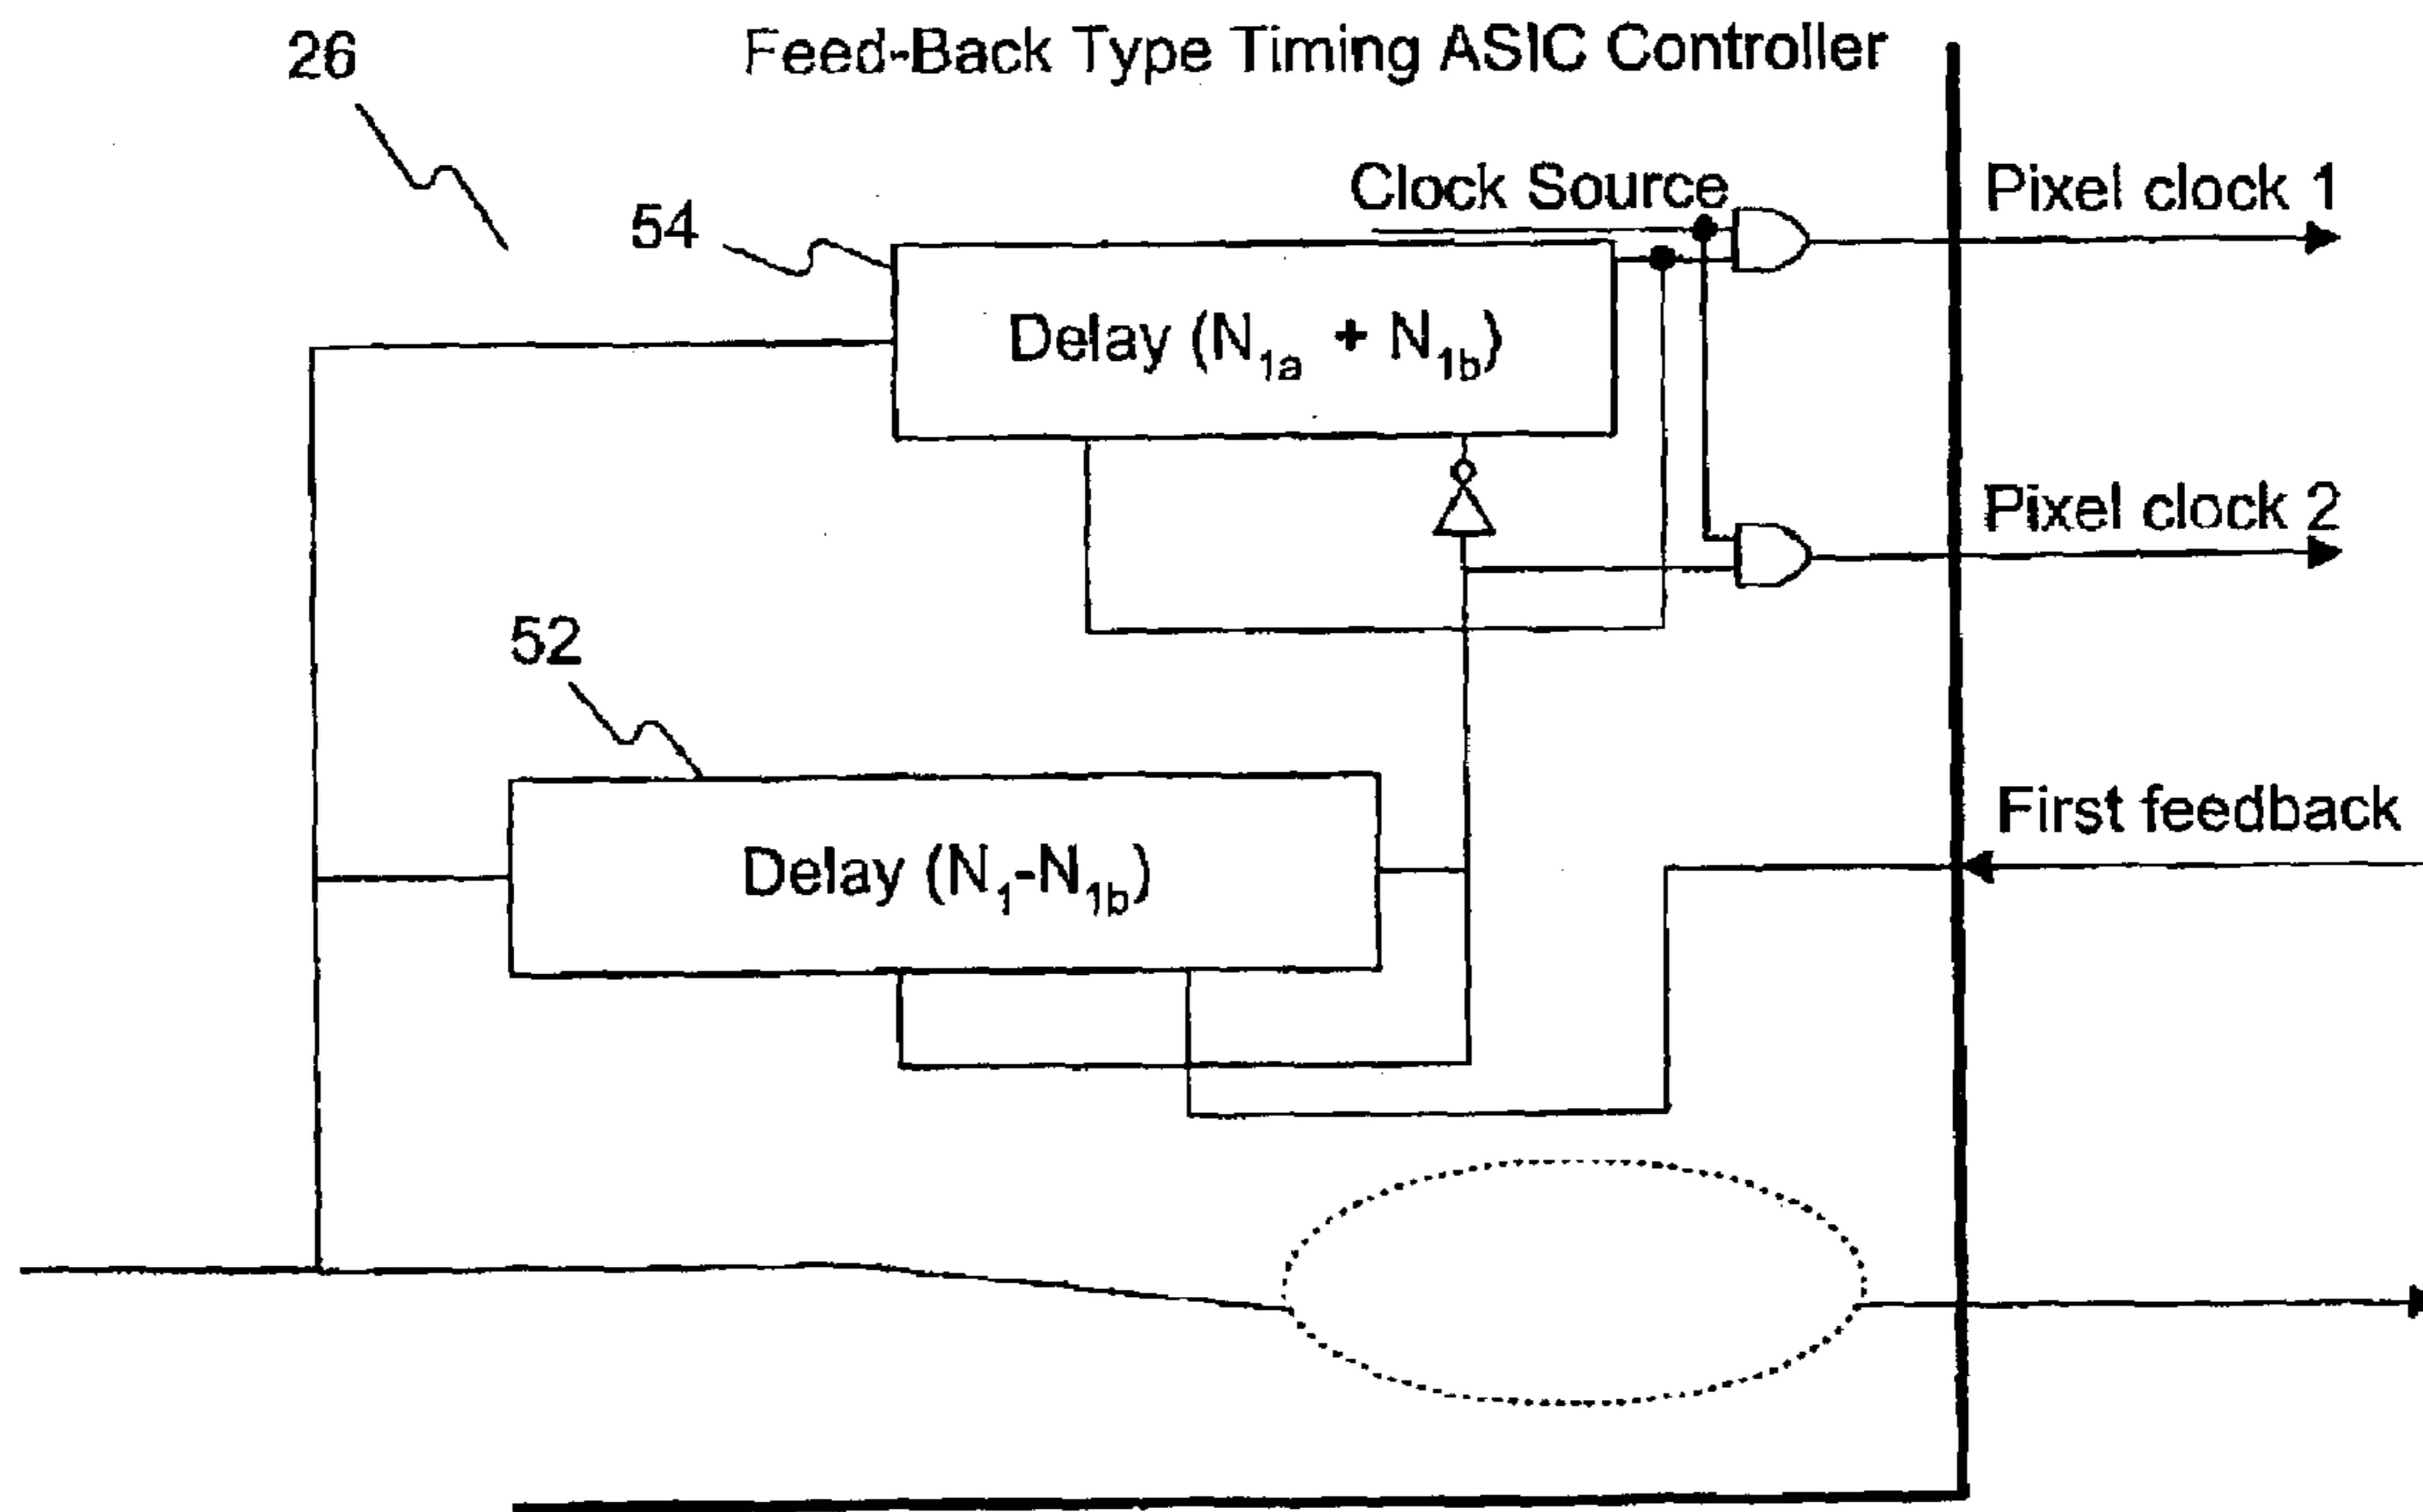 Feed-Back Type Timing ASIC Controller
26
Clock Source
Pixel clock 1
54
Delay (N1a + N1b)
Pixel clock 2
52
First feedback
Delay (N1-N1b)